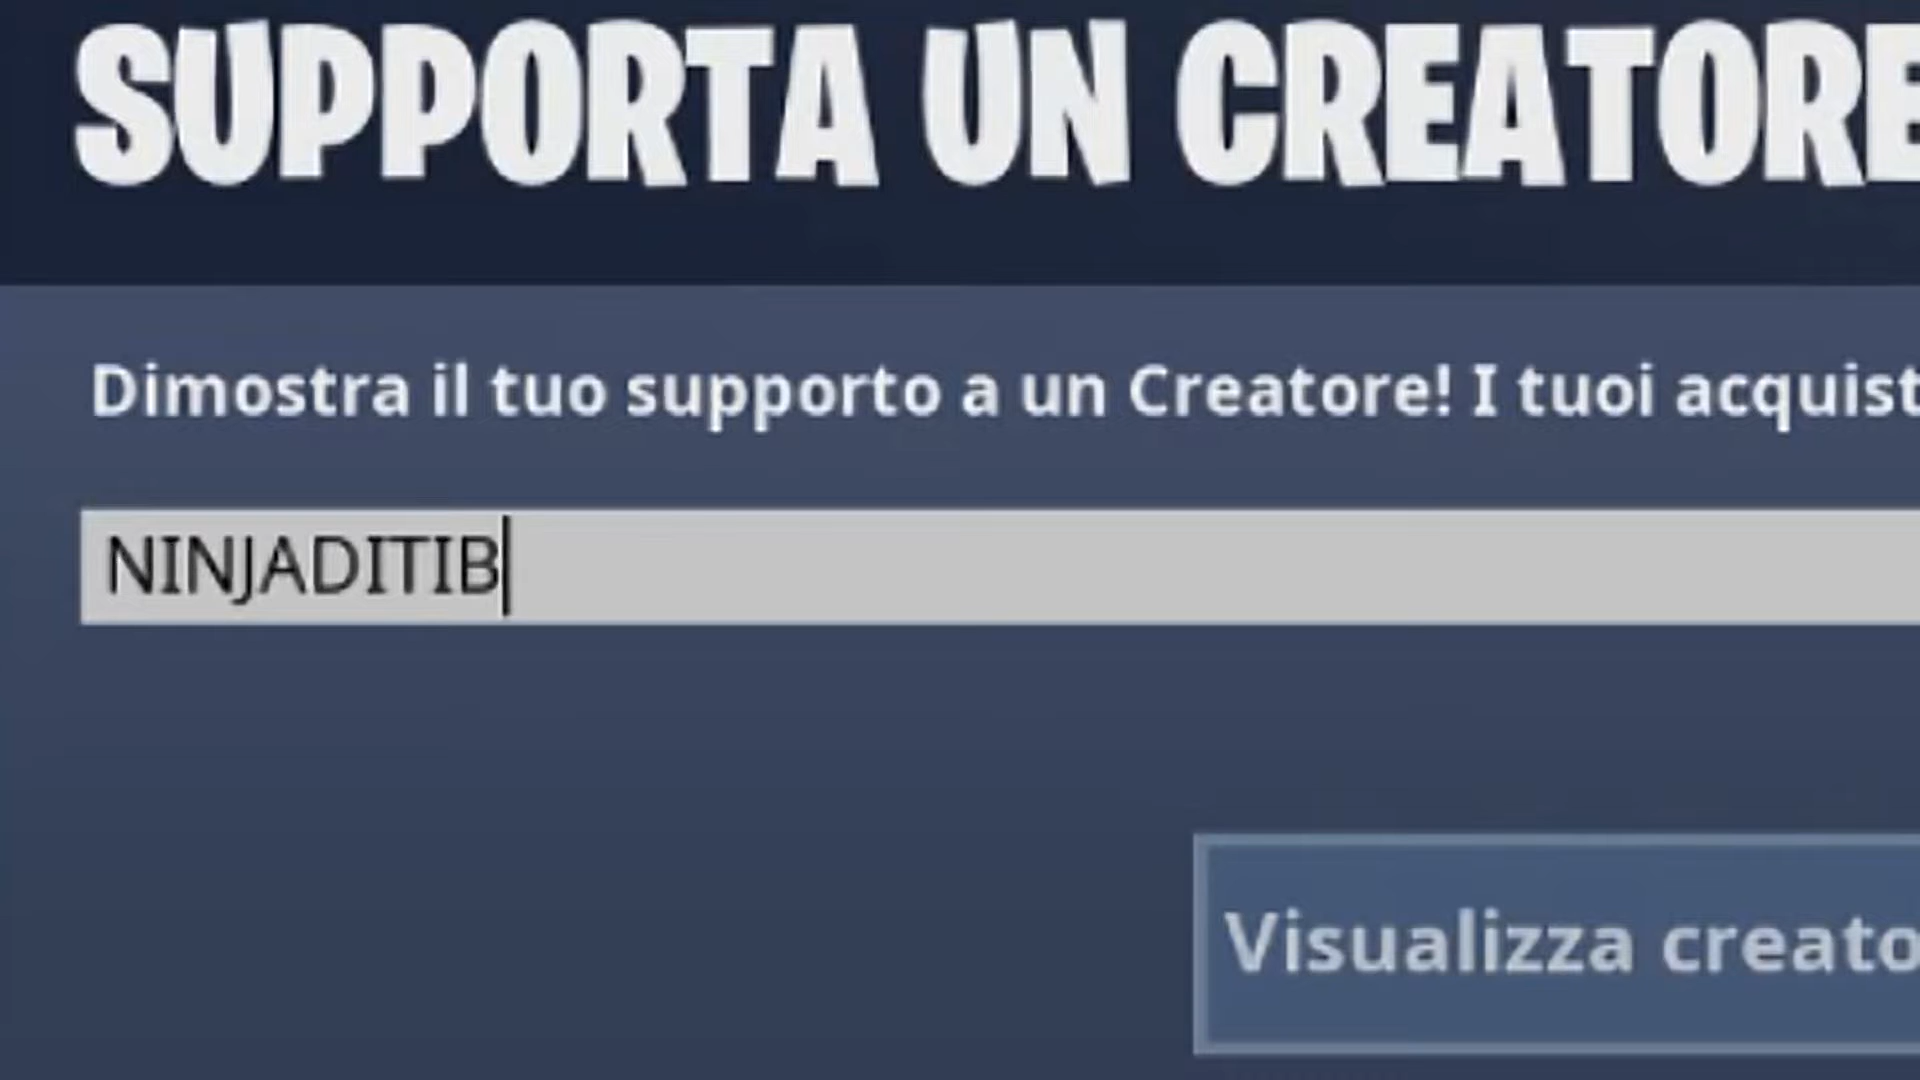 SUPPORTA UN CREATORE
Dimostra il tuo supporto a un Creatore! I tuoi acquist
NINJADITIB
Visualizza creato